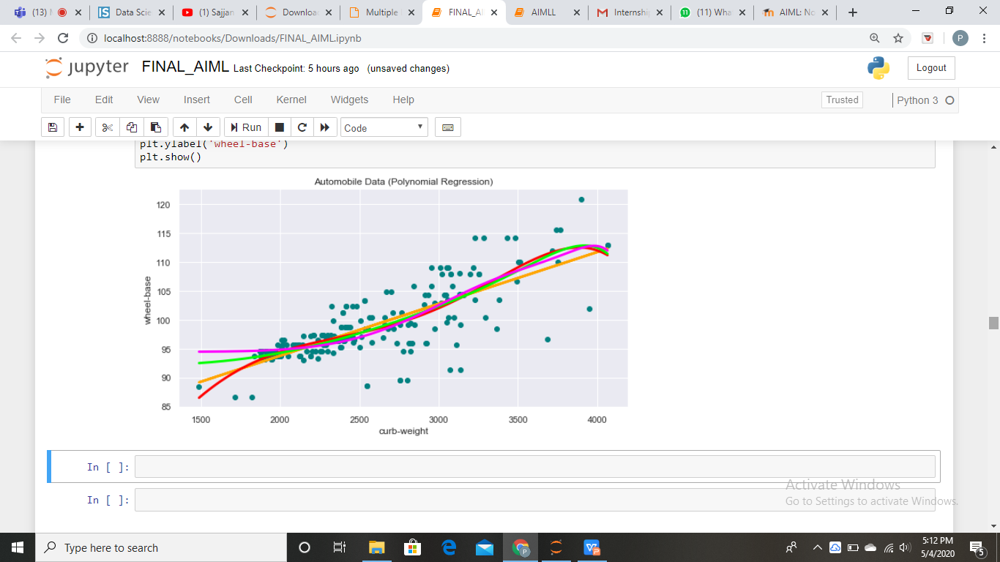 (13) M
Data Scie
(1) Sajjan
Downloa
Multiple
FINAL_A
AIMLL
Internshi
(11) Wha
AIML: No
localhost:8888/notebooks/Downloads/FINAL_AIML.ipynb
P
jupyter FINAL_AIML Last Checkpoint: 5 hours ago (unsaved changes)
Logout
File Edit View Insert Cell Kernel Widgets Help
Trusted Python 3
Run Code
plt.ylabel('wheel-base')
plt.show()
Automobile Data (Polynomial Regression)
120
115
110
105
100
95
90
85
wheel-base
1500 2000 2500 3000 3500 4000
curb-weight
In [ ]:
In [ ]:
Activate Windows
Go to Settings to activate Windows.
Type here to search
5:12 PM
5/4/2020
5